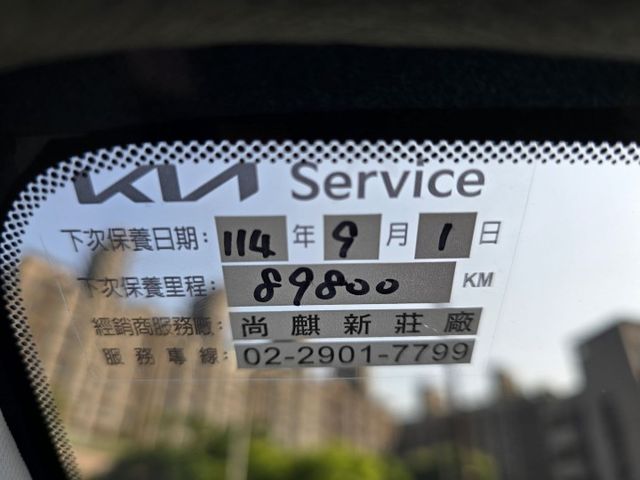 KIA Service
下次保養日期: 114 年 9 月 1 日
下次保養里程: 89800 KM
經銷商服務廠: 尚麒新莊廠
服務專線: 02-2901-7799